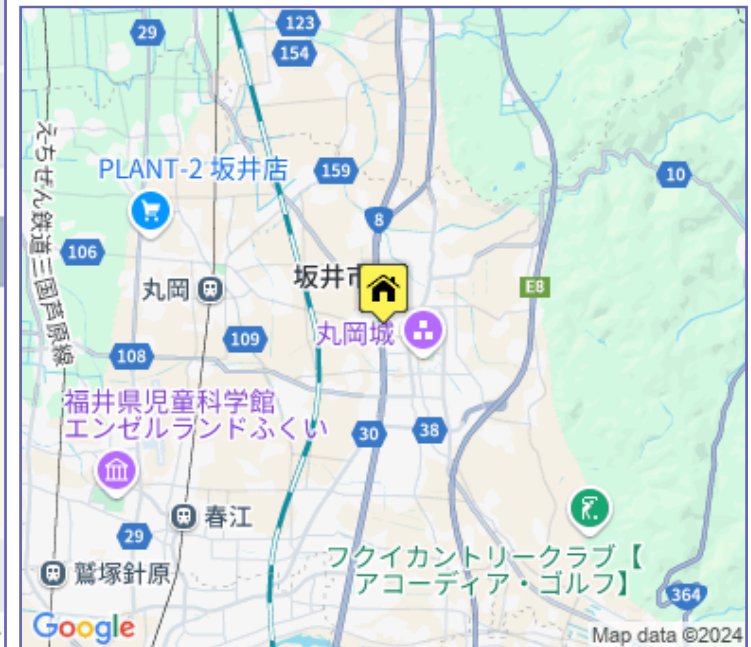 29
123
154
えちぜん鉄道三国芦原線
PLANT-2 坂井店
159
10
8
106
坂井市
丸岡
E8
丸岡城
109
108
福井県児童科学館
エンゼルランドふくい
30
38
春江
29
フクイカントリークラブ【
アコーディア・ゴルフ】
鷲塚針原
364
Google
Map data ©2024